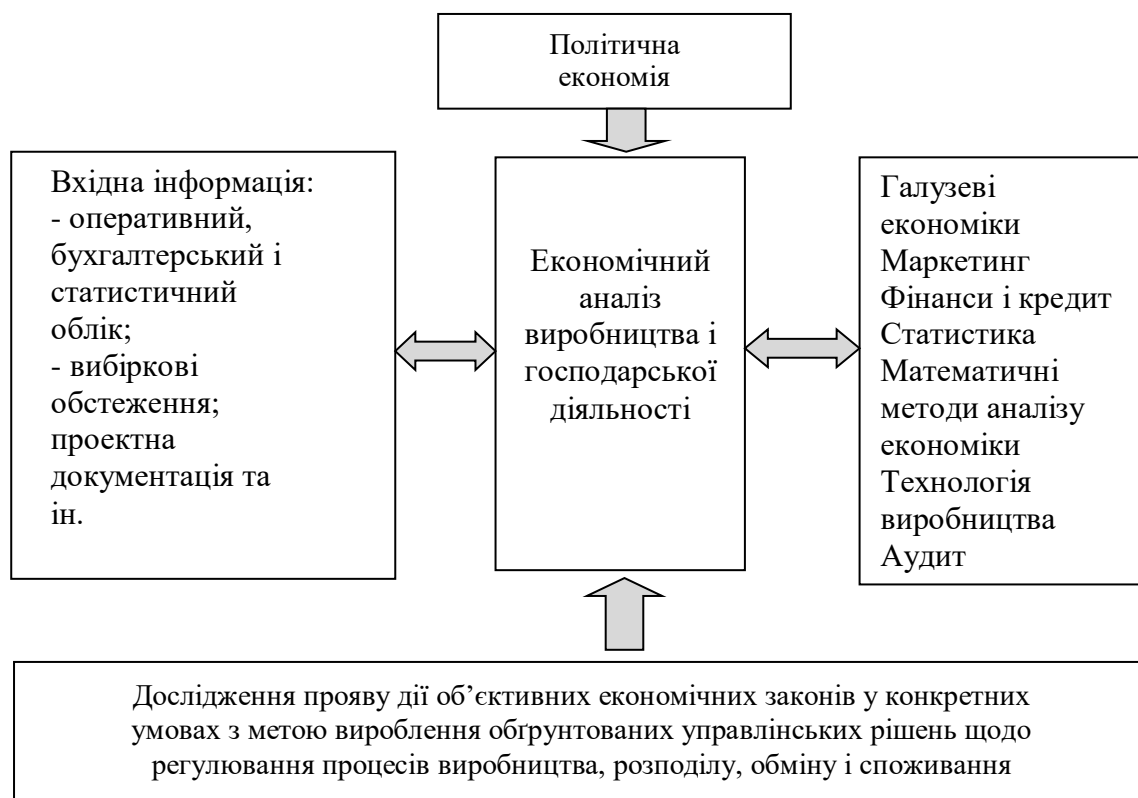 Політична
економія
Вхідна інформація:
- оперативний,
бухгалтерський і
статистичний
облік;
- вибіркові
обстеження;
проектна
документація та
ін.
Економічний
аналіз
виробництва і
господарської
діяльності
Галузеві
економіки
Маркетинг
Фінанси і кредит
Статистика
Математичні
методи аналізу
економіки
Технологія
виробництва
Аудит
Дослідження прояву дії об’єктивних економічних законів у конкретних
умовах з метою вироблення обґрунтованих управлінських рішень щодо
регулювання процесів виробництва, розподілу, обміну і споживання